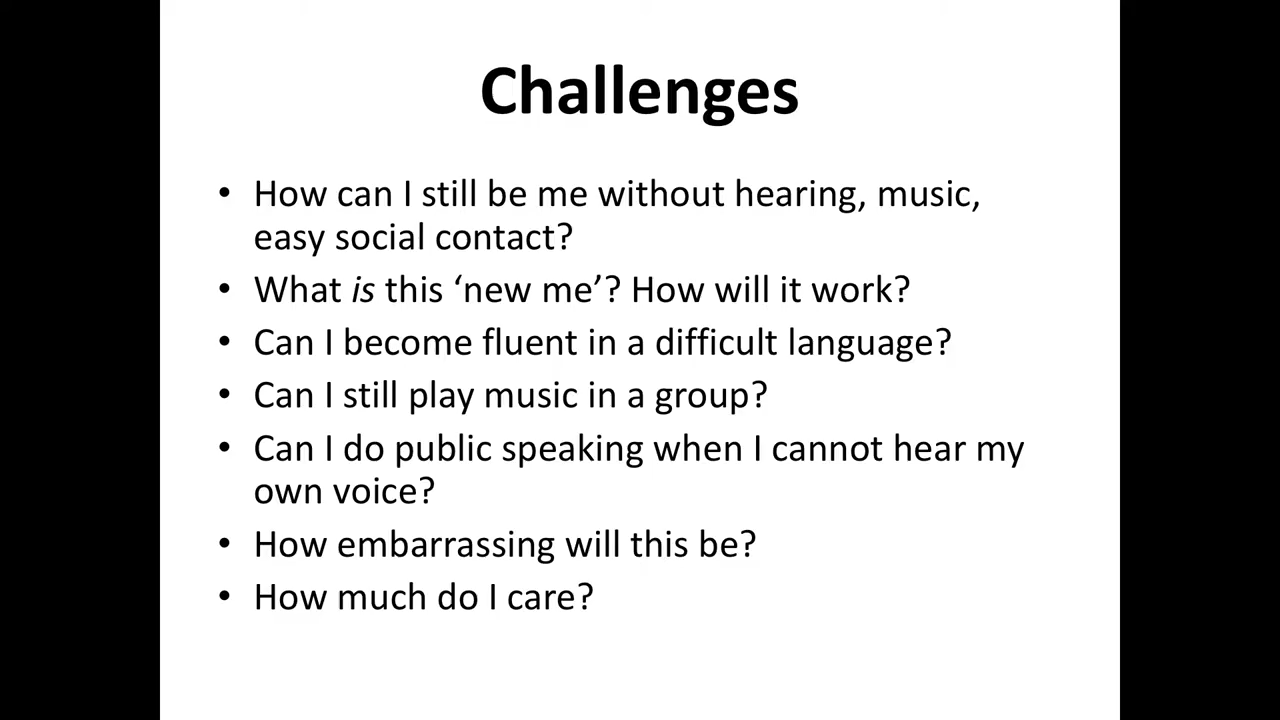 Challenges
• How can I still be me without hearing, music,
easy social contact?
• What is this ‘new me’? How will it work?
• Can I become fluent in a difficult language?
• Can I still play music in a group?
• Can I do public speaking when I cannot hear my
own voice?
• How embarrassing will this be?
• How much do I care?